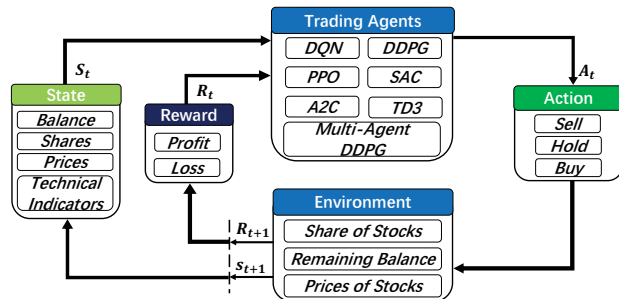 Trading Agents
DQN
DDPG
PPO
SAC
A2C
TD3
Multi-Agent
DDPG
S_t
R_t
A_t
State
Balance
Shares
Prices
Technical
Indicators
Reward
Profit
Loss
Action
Sell
Hold
Buy
Environment
Share of Stocks
Remaining Balance
Prices of Stocks
R_{t+1}
s_{t+1}